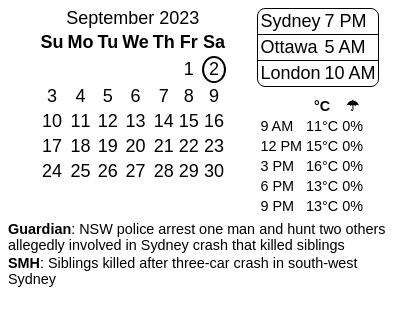 September 2023
Su Mo Tu We Th Fr Sa
1 2
3 4 5 6 7 8 9
10 11 12 13 14 15 16
17 18 19 20 21 22 23
24 25 26 27 28 29 30
Sydney 7 PM
Ottawa 5 AM
London 10 AM
°C ☂
9 AM 11°C 0%
12 PM 15°C 0%
3 PM 16°C 0%
6 PM 13°C 0%
9 PM 13°C 0%
Guardian: NSW police arrest one man and hunt two others
allegedly involved in Sydney crash that killed siblings
SMH: Siblings killed after three-car crash in south-west
Sydney